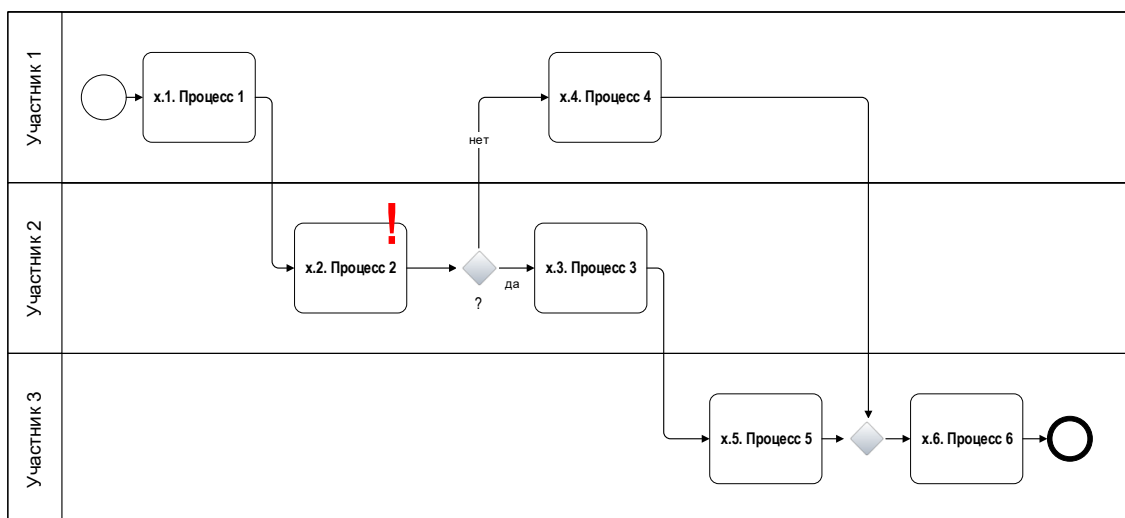 Участник 1
х.1. Процесс 1
х.4. Процесс 4
нет
Участник 2
!
х.2. Процесс 2
?
да
х.3. Процесс 3
Участник 3
х.5. Процесс 5
х.6. Процесс 6